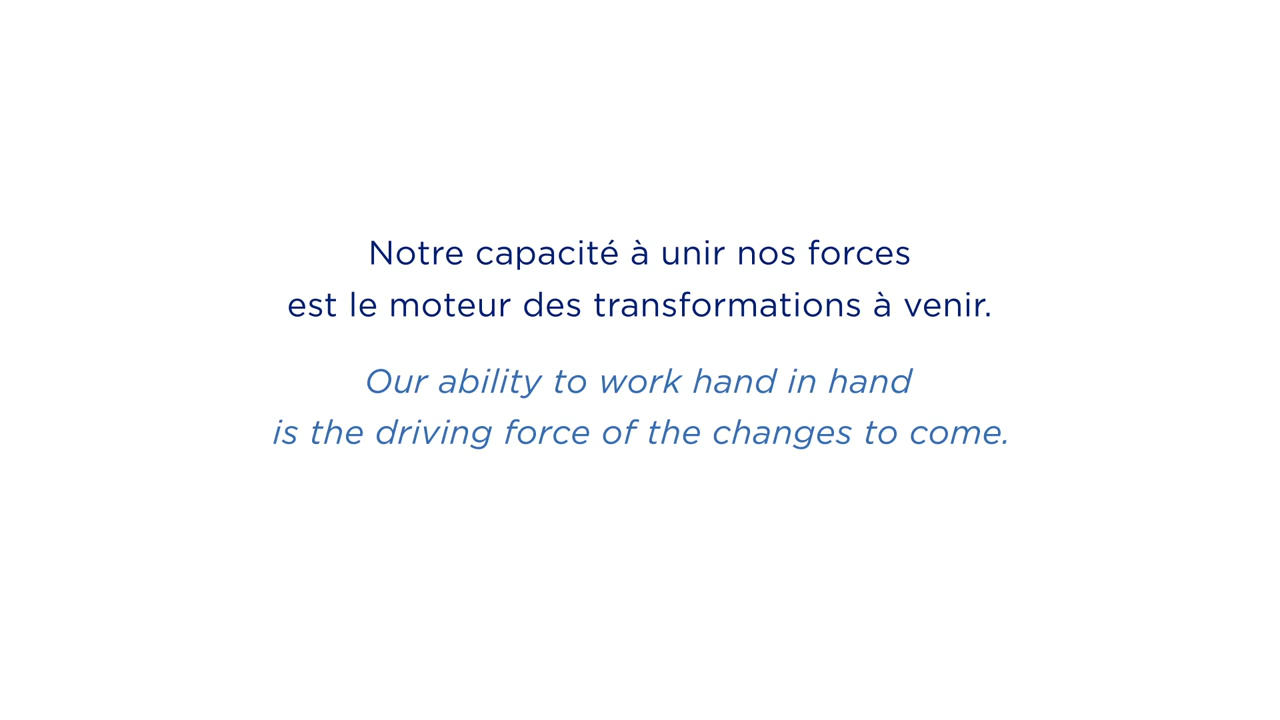 Notre capacité à unir nos forces
est le moteur des transformations à venir.
Our ability to work hand in hand
is the driving force of the changes to come.